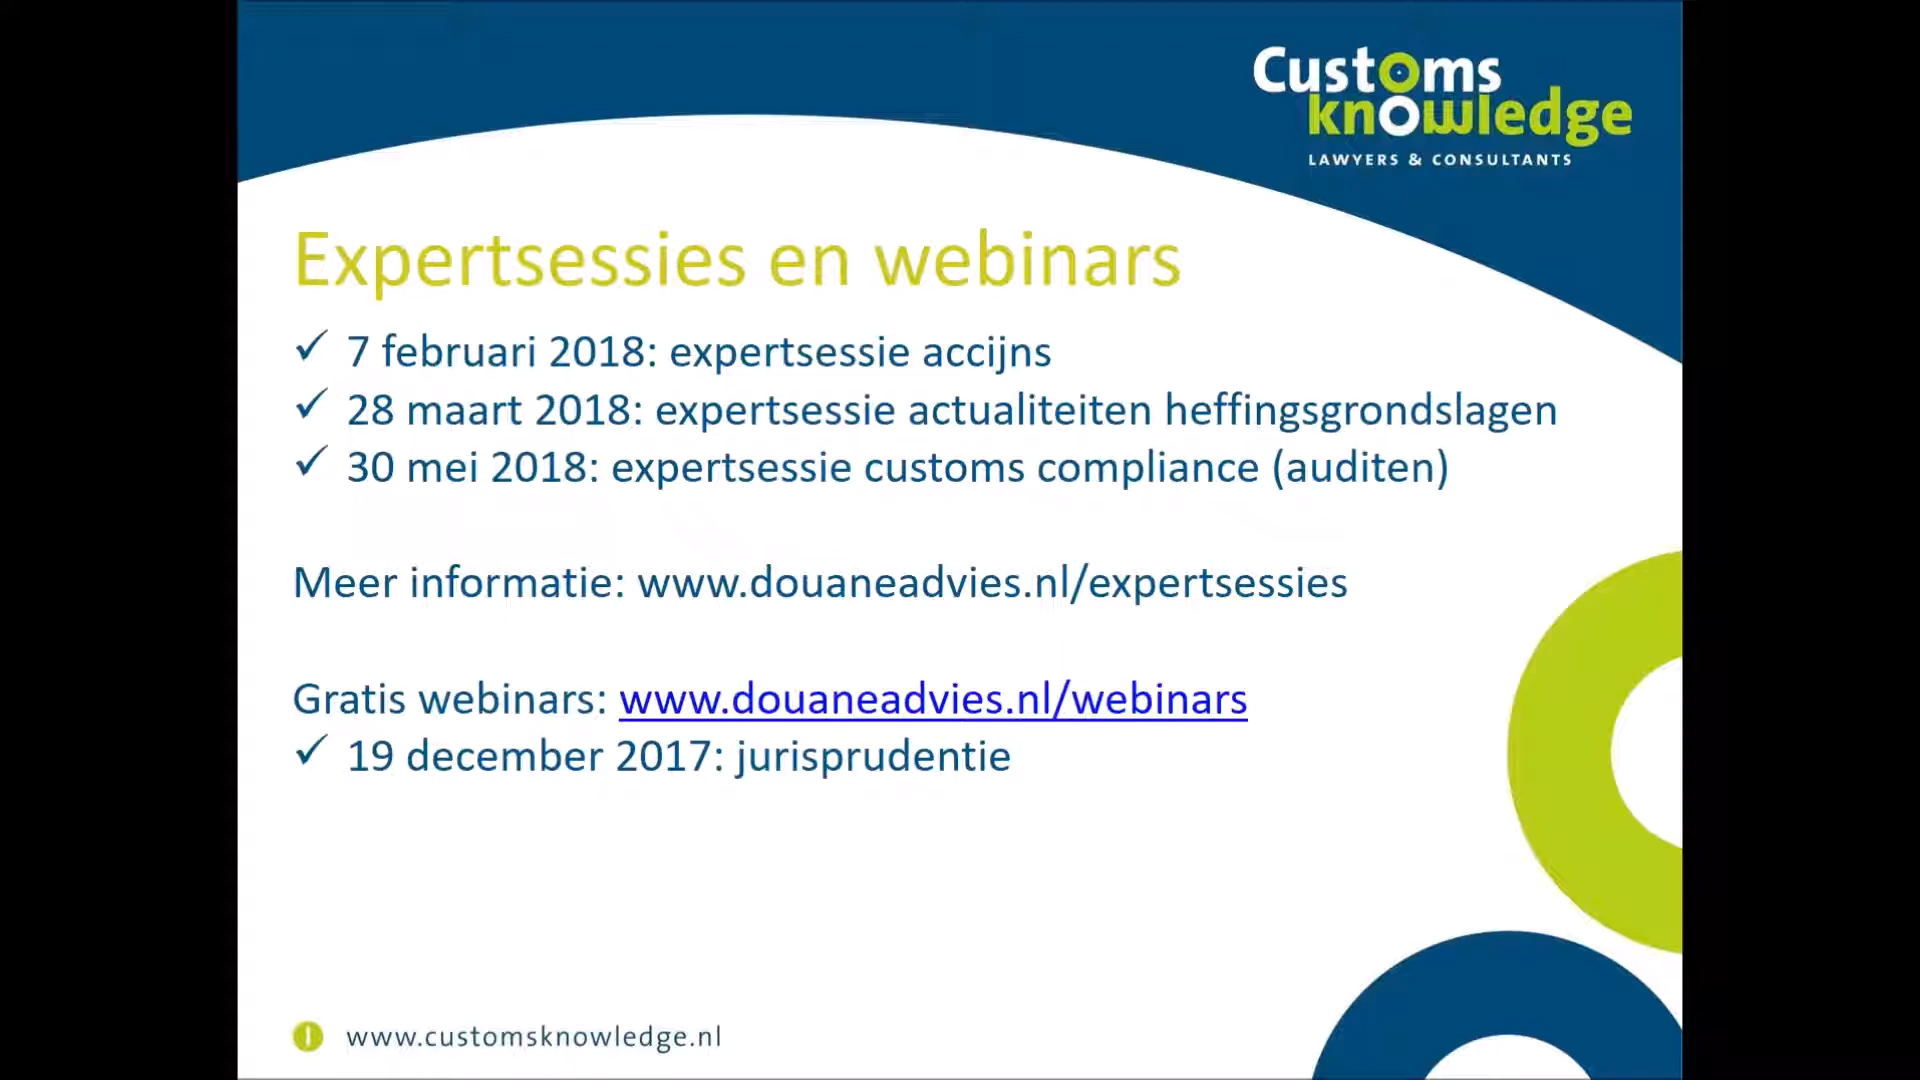 Customs
knowledge
LAWYERS & CONSULTANTS
Expertsessies en webinars
✓ 7 februari 2018: expertsessie accijns
✓ 28 maart 2018: expertsessie actualiteiten heffingsgrondslagen
✓ 30 mei 2018: expertsessie customs compliance (auditen)
Meer informatie: www.douaneadvies.nl/expertsessies
Gratis webinars: www.douaneadvies.nl/webinars
✓ 19 december 2017: jurisprudentie
www.customsknowledge.nl